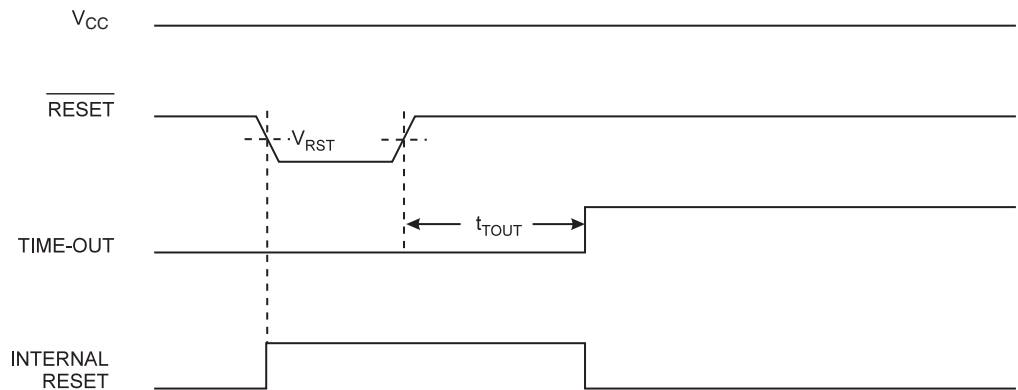 VCC
RESET
VRST
tTOUT
TIME-OUT
INTERNAL
RESET